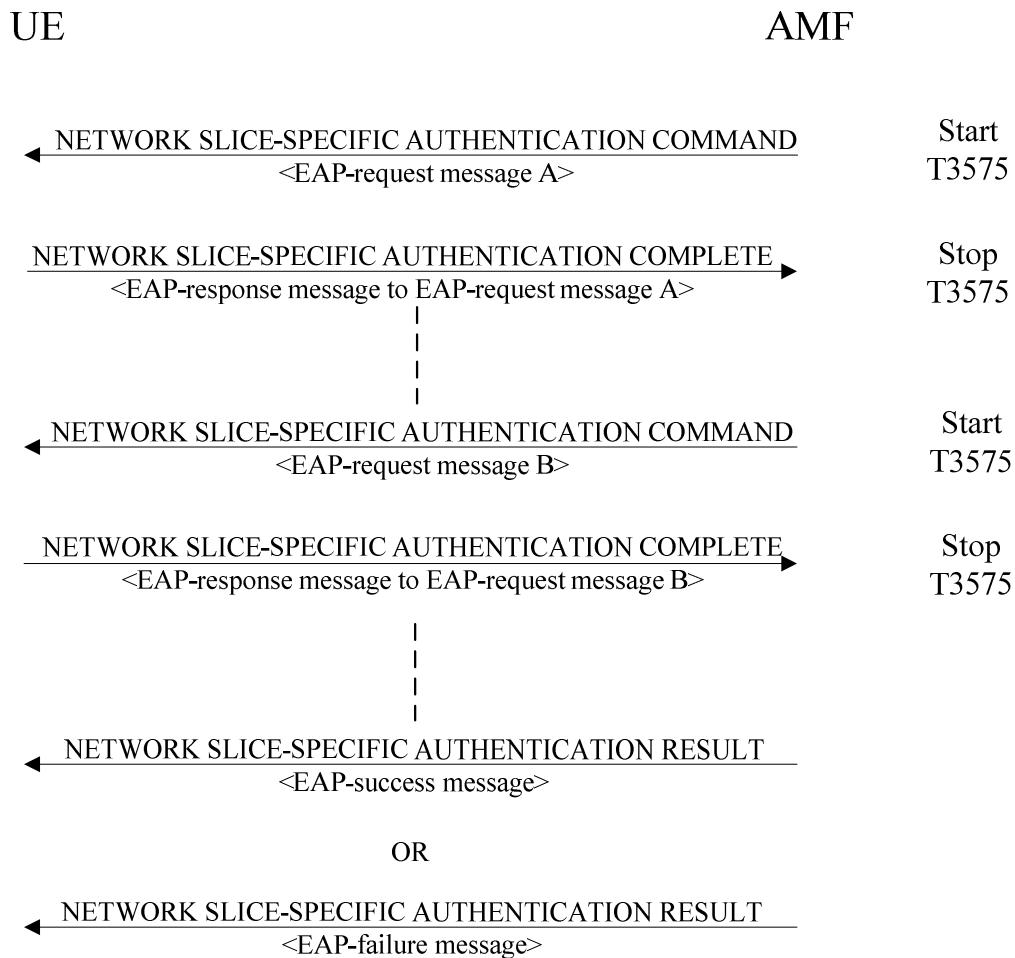 UE AMF
NETWORK SLICE-SPECIFIC AUTHENTICATION COMMAND
<EAP-request message A>
Start
T3575
NETWORK SLICE-SPECIFIC AUTHENTICATION COMPLETE
<EAP-response message to EAP-request message A>
Stop
T3575
NETWORK SLICE-SPECIFIC AUTHENTICATION COMMAND
<EAP-request message B>
Start
T3575
NETWORK SLICE-SPECIFIC AUTHENTICATION COMPLETE
<EAP-response message to EAP-request message B>
Stop
T3575
NETWORK SLICE-SPECIFIC AUTHENTICATION RESULT
<EAP-success message>
OR
NETWORK SLICE-SPECIFIC AUTHENTICATION RESULT
<EAP-failure message>